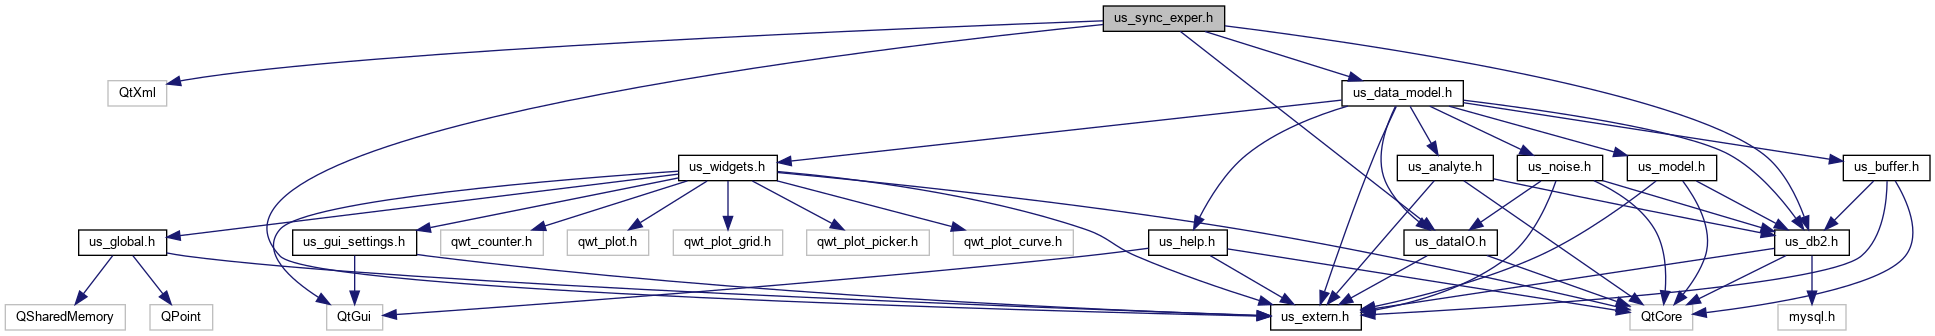 us_sync_exper.h
QtXml
us_data_model.h
us_widgets.h
us_analyte.h
us_noise.h
us_model.h
us_buffer.h
us_global.h
us_gui_settings.h
qwt_counter.h
qwt_plot.h
qwt_plot_grid.h
qwt_plot_picker.h
qwt_plot_curve.h
us_help.h
us_dataIO.h
us_db2.h
QSharedMemory
QPoint
QtGui
us_extern.h
QtCore
mysql.h